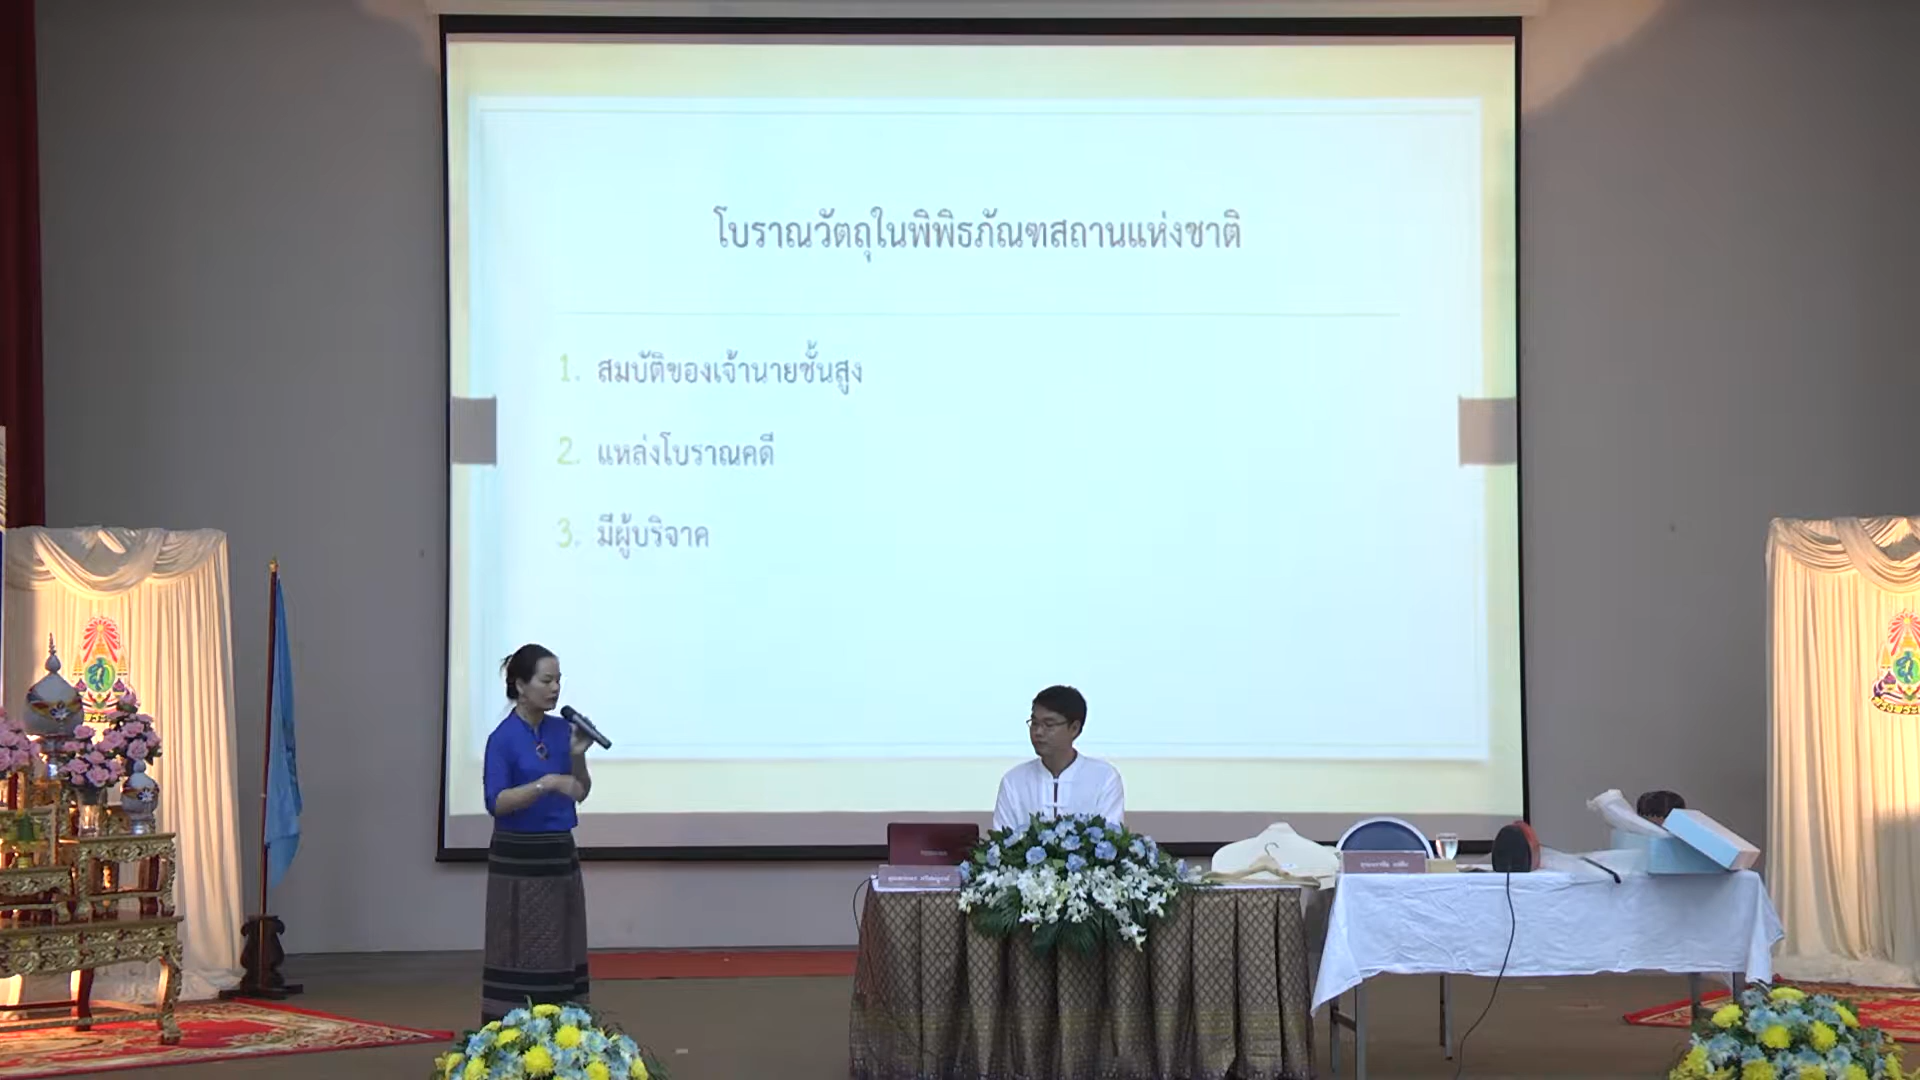 โบราณวัตถุในพิพิธภัณฑสถานแห่งชาติ
1. สมบัติของเจ้านายชั้นสูง
2. แหล่งโบราณคดี
3. มีผู้บริจาค